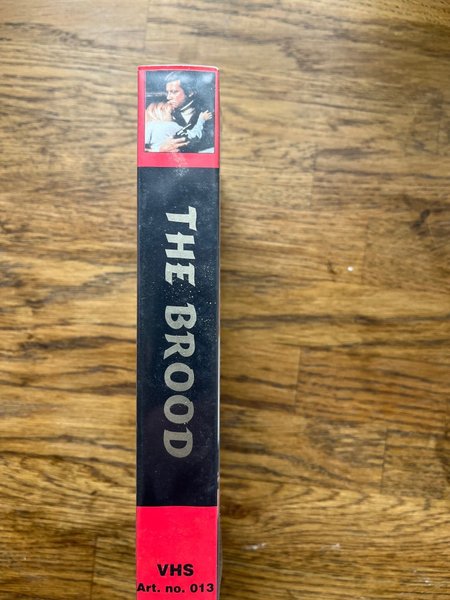 THE BROOD
VHS
Art. no. 013